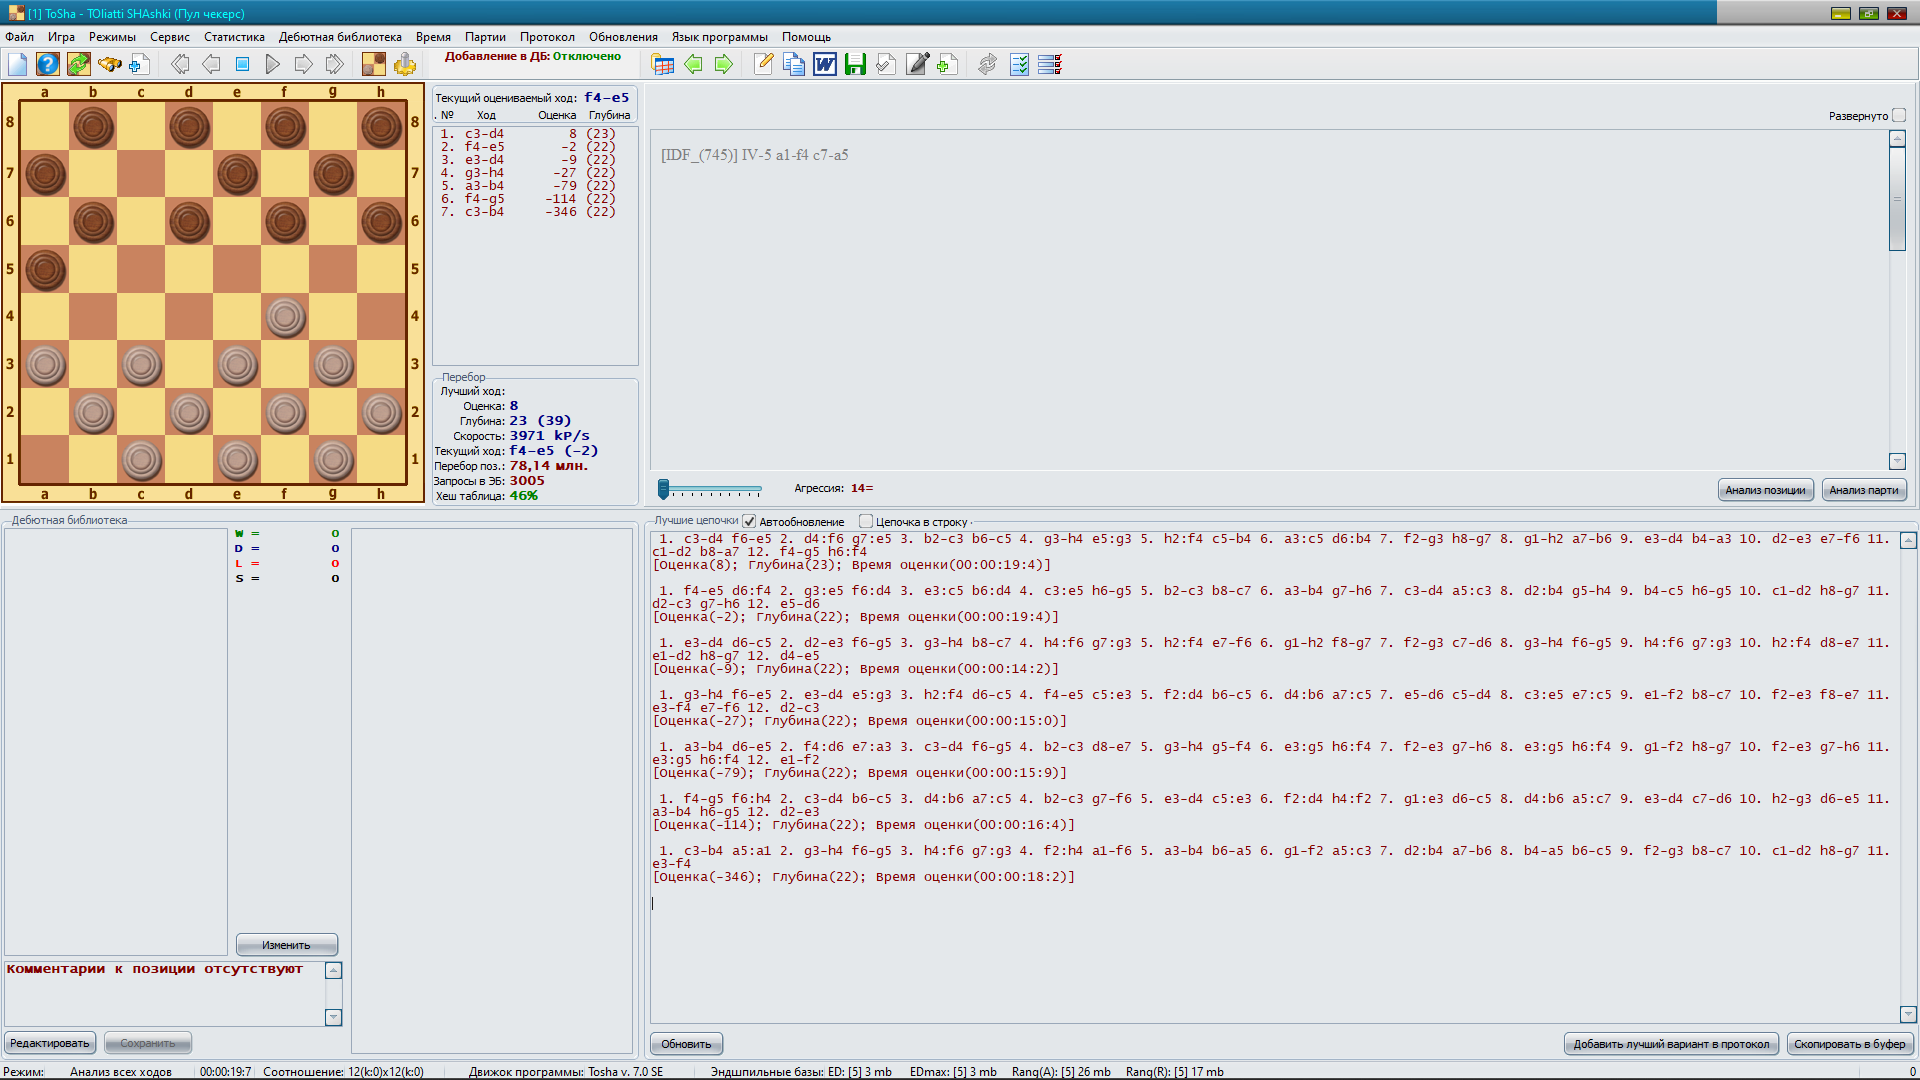 [1] ToSha - TOliatti SHAshki (Пул чекерс)
Файл Игра Режимы Сервис Статистика Дебютная библиотека Время Партии Протокол Обновления Язык программы Помощь
Добавление в ДБ: Отключено
a b c d e f g h
8 8
7 7
6 6
5 5
4 4
3 3
2 2
1 1
a b c d e f g h
Текущий оцениваемый ход: f4-e5
. № Ход Оценка Глубина
1. c3-d4 8 (23)
2. f4-e5 -2 (22)
3. e3-d4 -9 (22)
4. g3-h4 -27 (22)
5. a3-b4 -79 (22)
6. f4-g5 -114 (22)
7. c3-b4 -346 (22)
Перебор
Лучший ход:
Оценка: 8
Глубина: 23 (39)
Скорость: 3971 kP/s
Текущий ход: f4-e5 (-2)
Перебор поз.: 78,14 млн.
Запросы в ЭБ: 3005
Хеш таблица: 46%
Развернуто
[IDF_(745)] IV-5 a1-f4 c7-a5
Агрессия: 14=
Анализ позиции Анализ парти
Дебютная библиотека
W = 0
D = 0
L = 0
S = 0
Изменить
Комментарии к позиции отсутствуют
Редактировать Сохранить
Лучшие цепочки Автообновление Цепочка в строку
1. c3-d4 f6-e5 2. d4:f6 g7:e5 3. b2-c3 b6-c5 4. g3-h4 e5:g3 5. h2:f4 c5-b4 6. a3:c5 d6:b4 7. f2-g3 h8-g7 8. g1-h2 a7-b6 9. e3-d4 b4-a3 10. d2-e3 e7-f6 11.
c1-d2 b8-a7 12. f4-g5 h6:f4
[Оценка(8); Глубина(23); Время оценки(00:00:19:4)]
1. f4-e5 d6:f4 2. g3:e5 f6:d4 3. e3:c5 b6:d4 4. c3:e5 h6-g5 5. b2-c3 b8-c7 6. a3-b4 g7-h6 7. c3-d4 a5:c3 8. d2:b4 g5-h4 9. b4-c5 h6-g5 10. c1-d2 h8-g7 11.
d2-c3 g7-h6 12. e5-d6
[Оценка(-2); Глубина(22); Время оценки(00:00:19:4)]
1. e3-d4 d6-c5 2. d2-e3 f6-g5 3. g3-h4 b8-c7 4. h4:f6 g7:g3 5. h2:f4 e7-f6 6. g1-h2 f8-g7 7. f2-g3 c7-d6 8. g3-h4 f6-g5 9. h4:f6 g7:g3 10. h2:f4 d8-e7 11.
e1-d2 h8-g7 12. d4-e5
[Оценка(-9); Глубина(22); Время оценки(00:00:14:2)]
1. g3-h4 f6-e5 2. e3-d4 e5:g3 3. h2:f4 d6-c5 4. f4-e5 c5:e3 5. f2:d4 b6-c5 6. d4:b6 a7:c5 7. e5-d6 c5-d4 8. c3:e5 e7:c5 9. e1-f2 b8-c7 10. f2-e3 f8-e7 11.
e3-f4 e7-f6 12. d2-c3
[Оценка(-27); Глубина(22); Время оценки(00:00:15:0)]
1. a3-b4 d6-e5 2. f4:d6 e7:a3 3. c3-d4 f6-g5 4. b2-c3 d8-e7 5. g3-h4 g5-f4 6. e3:g5 h6:f4 7. f2-e3 g7-h6 8. e3:g5 h6:f4 9. g1-f2 h8-g7 10. f2-e3 g7-h6 11.
e3:g5 h6:f4 12. e1-f2
[Оценка(-79); Глубина(22); Время оценки(00:00:15:9)]
1. f4-g5 f6:h4 2. c3-d4 b6-c5 3. d4:b6 a7:c5 4. b2-c3 g7-f6 5. e3-d4 c5:e3 6. f2:d4 h4:f2 7. g1:e3 d6-c5 8. d4:b6 a5:c7 9. e3-d4 c7-d6 10. h2-g3 d6-e5 11.
a3-b4 h6-g5 12. d2-e3
[Оценка(-114); Глубина(22); Время оценки(00:00:16:4)]
1. c3-b4 a5:a1 2. g3-h4 f6-g5 3. h4:f6 g7:g3 4. f2:h4 a1-f6 5. a3-b4 b6-a5 6. g1-f2 a5:c3 7. d2:b4 a7-b6 8. b4-a5 b6-c5 9. f2-g3 b8-c7 10. c1-d2 h8-g7 11.
e3-f4
[Оценка(-346); Глубина(22); Время оценки(00:00:18:2)]
Обновить Добавить лучший вариант в протокол Скопировать в буфер
Режим: Анализ всех ходов 00:00:19:7 Соотношение: 12(k:0)x12(k:0) Движок программы: Tosha v. 7.0 SE Эндшпильные базы: ED: [5] 3 mb EDmax: [5] 3 mb Rang(A): [5] 26 mb Rang(R): [5] 17 mb 0